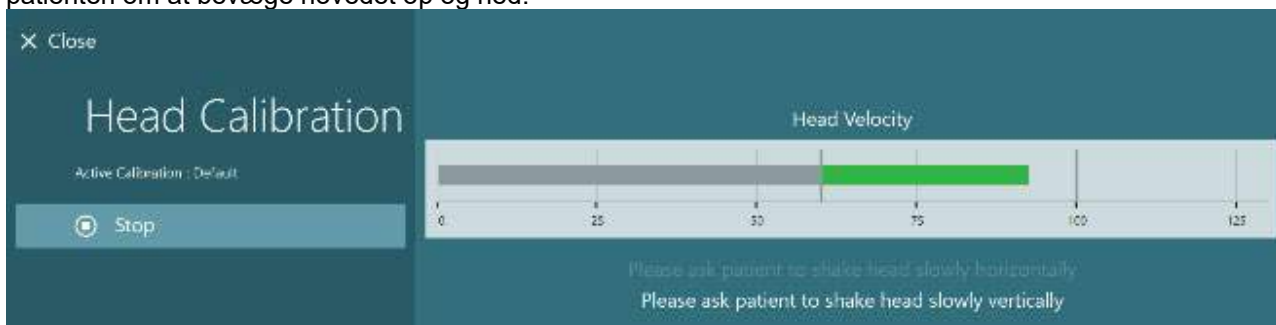 patienten om at bevæge hovedet op og ned.
X Close
Head Calibration
Active Calibration : Default
Stop
Head Velocity
0 25 50 75 100 125
Please ask patient to shake head slowly horizontally
Please ask patient to shake head slowly vertically